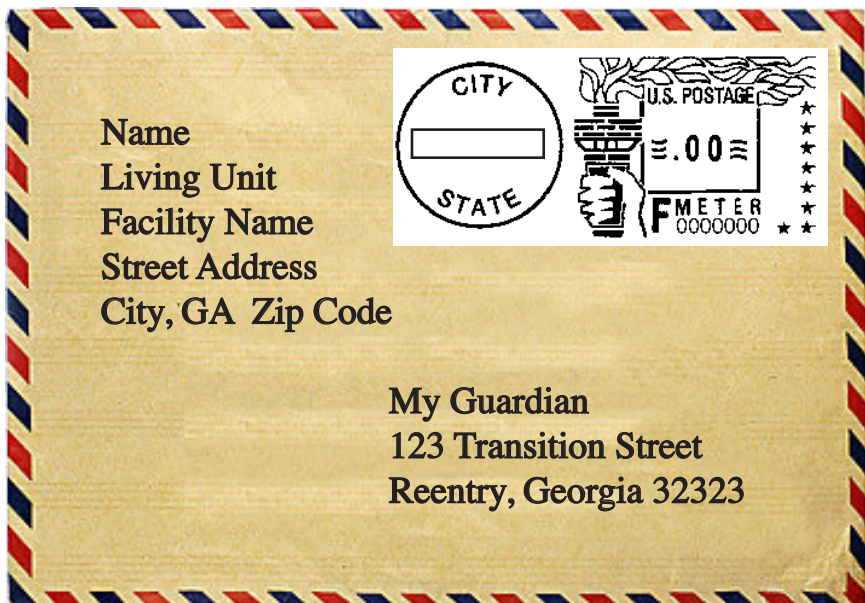 Name
Living Unit
Facility Name
Street Address
City, GA Zip Code
CITY
STATE
U.S. POSTAGE
.00
F METER
0000000
My Guardian
123 Transition Street
Reentry, Georgia 32323